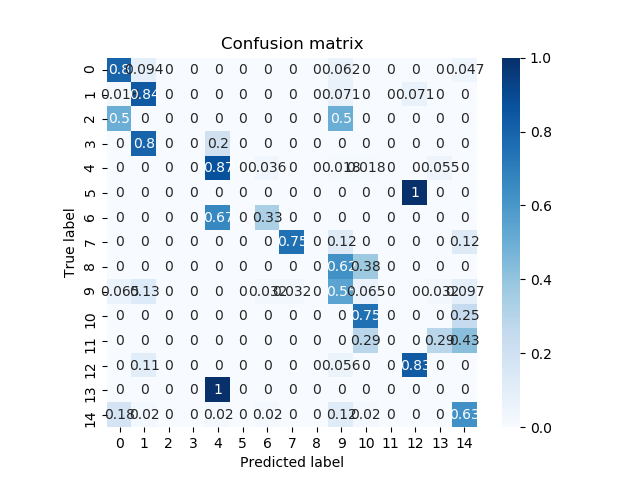 Confusion matrix
0 0.8 0.094 0 0 0 0 0 0 0 0.062 0 0 0 0 0.047
1 0.84 0 0 0 0 0 0 0 0.071 0 0 0.071 0 0
2 0.5 0 0 0 0 0 0 0 0 0.5 0 0 0 0 0
3 0 0.8 0 0 0.2 0 0 0 0 0 0 0 0 0 0
4 0 0 0 0 0.87 0 0.036 0 0 0.018 0.018 0 0 0.055 0
5 0 0 0 0 0 0 0 0 0 0 0 0 1 0 0
6 0 0 0 0 0.67 0 0.33 0 0 0 0 0 0 0 0
7 0 0 0 0 0 0 0 0.75 0 0.12 0 0 0 0 0.12
8 0 0 0 0 0 0 0 0 0 0.62 0.38 0 0 0 0
9 0.065 0.13 0 0 0 0 0.032 0.032 0 0.065 0 0 0.032 0.097
10 0 0 0 0 0 0 0 0 0 0 0.75 0 0 0 0.25
11 0 0 0 0 0 0 0 0 0 0 0.29 0 0 0.29 0.43
12 0 0.11 0 0 0 0 0 0 0 0.056 0 0 0.83 0 0
13 0 0 0 0 1 0 0 0 0 0 0 0 0 0 0
14 0.18 0.02 0 0 0.02 0 0.02 0 0 0.12 0.02 0 0 0 0.63
0 1 2 3 4 5 6 7 8 9 10 11 12 13 14
Predicted label
True label
1.0
0.8
0.6
0.4
0.2
0.0